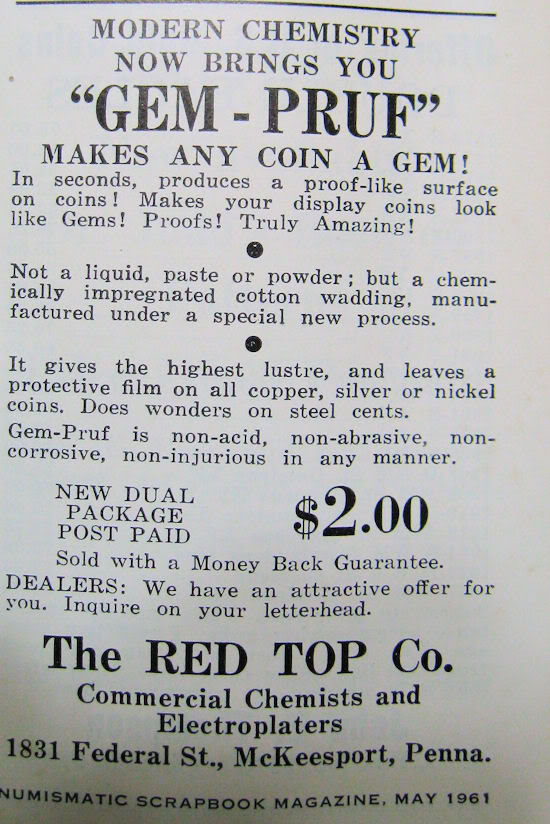 MODERN CHEMISTRY
NOW BRINGS YOU
“GEM - PRUF”
MAKES ANY COIN A GEM!
In seconds, produces a proof-like surface
on coins! Makes your display coins look
like Gems! Proofs! Truly Amazing!
Not a liquid, paste or powder; but a chem-
ically impregnated cotton wadding, manu-
factured under a special new process.
It gives the highest lustre, and leaves a
protective film on all copper, silver or nickel
coins. Does wonders on steel cents.
Gem-Pruf is non-acid, non-abrasive, non-
corrosive, non-injurious in any manner.
NEW DUAL
PACKAGE
POST PAID
$2.00
Sold with a Money Back Guarantee.
DEALERS: We have an attractive offer for
you. Inquire on your letterhead.
The RED TOP Co.
Commercial Chemists and
Electroplaters
1831 Federal St., McKeesport, Penna.
NUMISMATIC SCRAPBOOK MAGAZINE, MAY 1961